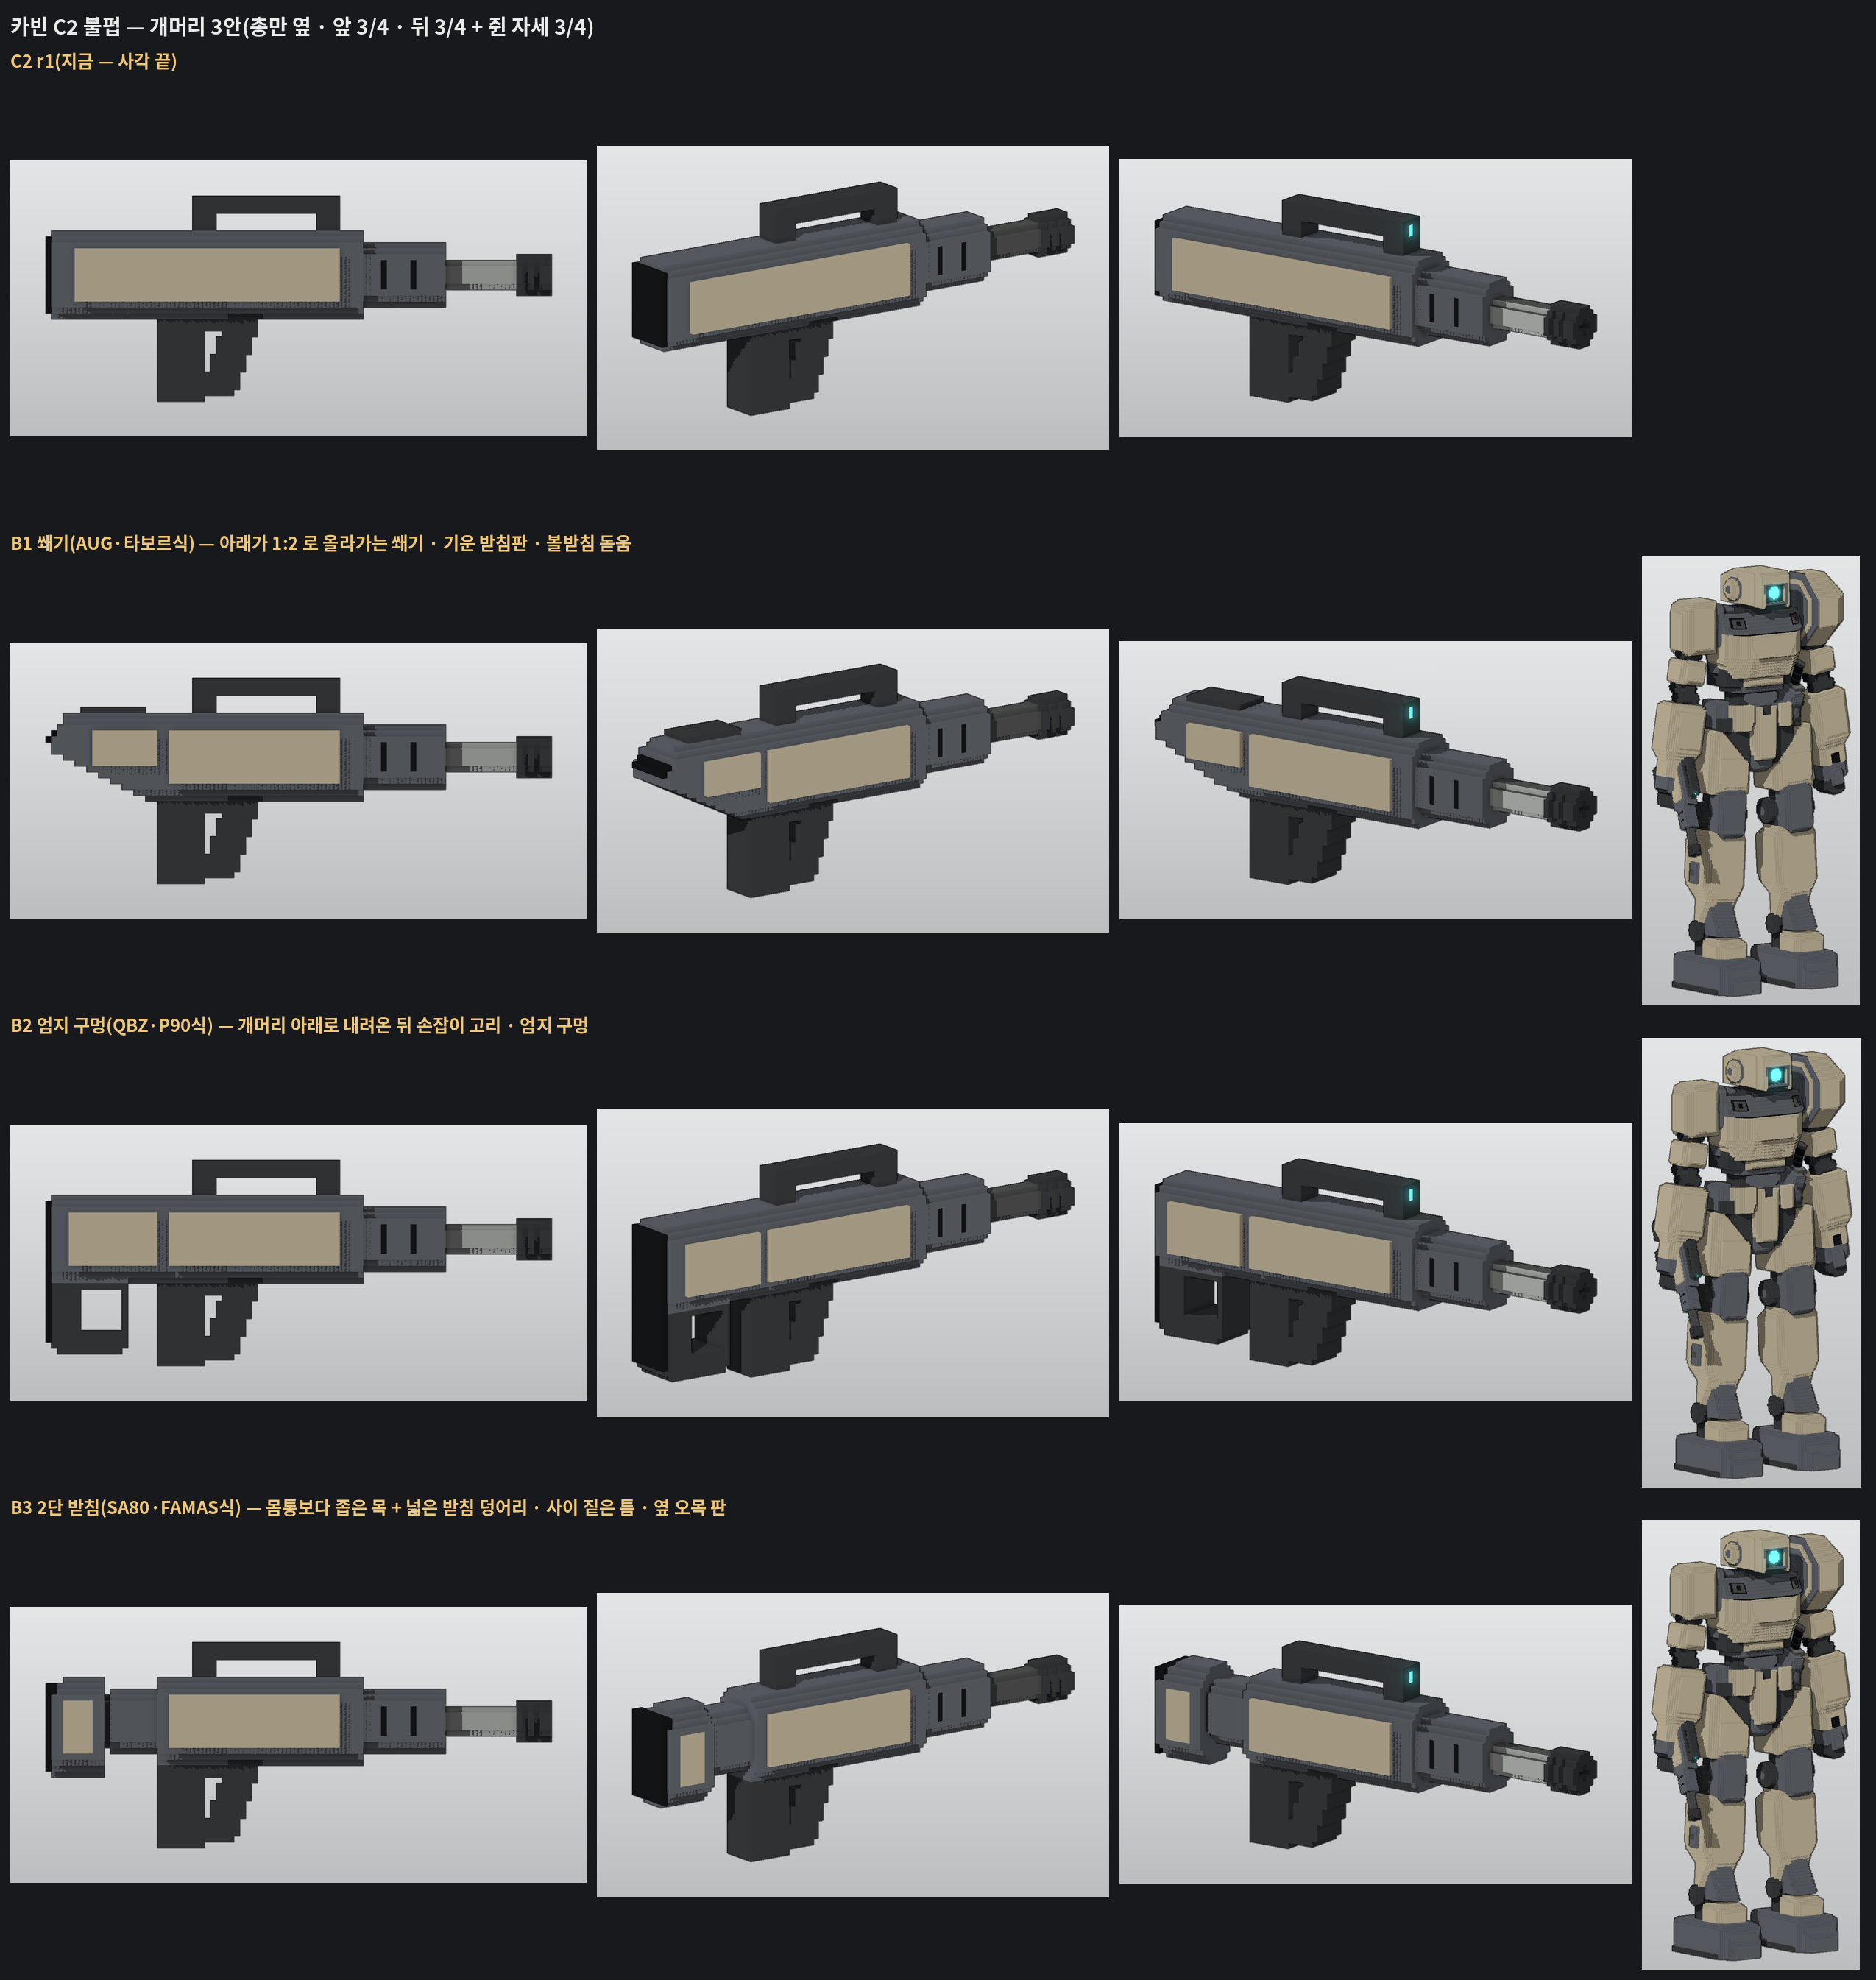 카빈 C2 불펍 — 개머리 3안(총만 옆 · 앞 3/4 · 뒤 3/4 + 쥔 자세 3/4)
C2 r1(지금 — 사각 끝)
B1 쐐기(AUG·타보르식) — 아래가 1:2 로 올라가는 쐐기 · 기운 받침판 · 볼받침 돋움
B2 엄지 구멍(QBZ·P90식) — 개머리 아래로 내려온 뒤 손잡이 고리 · 엄지 구멍
B3 2단 받침(SA80·FAMAS식) — 몸통보다 좁은 목 + 넓은 받침 덩어리 · 사이 짙은 틈 · 옆 오목 판